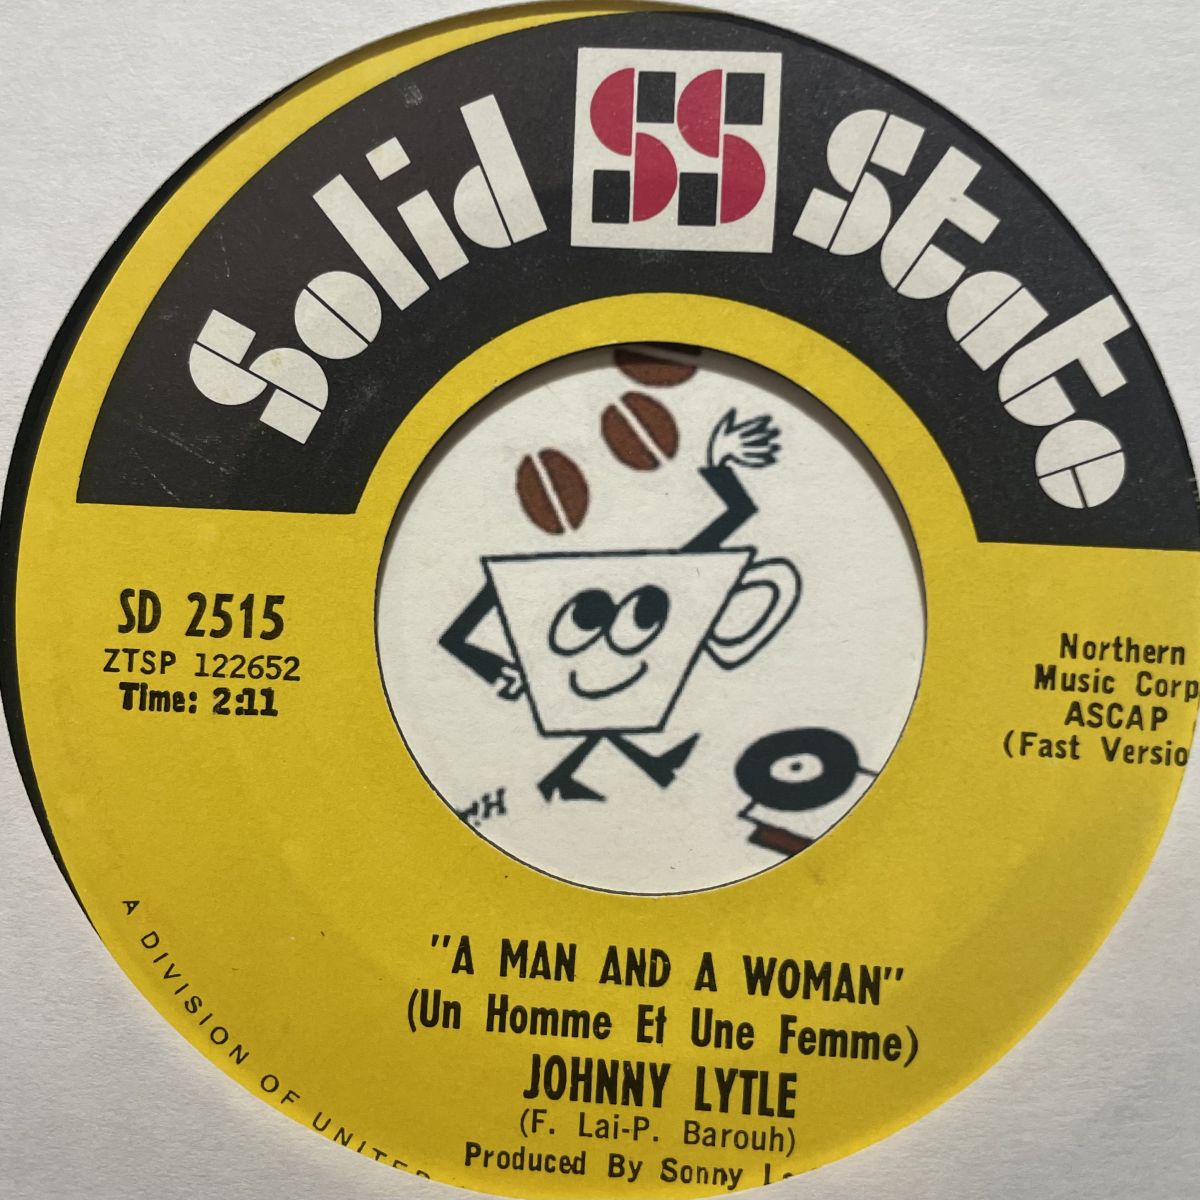 Solid SS State
SD 2515
ZTSP 122652
Time: 2:11
Northern
Music Corp
ASCAP
(Fast Versio
"A MAN AND A WOMAN"
(Un Homme Et Une Femme)
JOHNNY LYTLE
(F. Lai-P. Barouh)
Produced By Sonny
A DIVISION OF UNITED